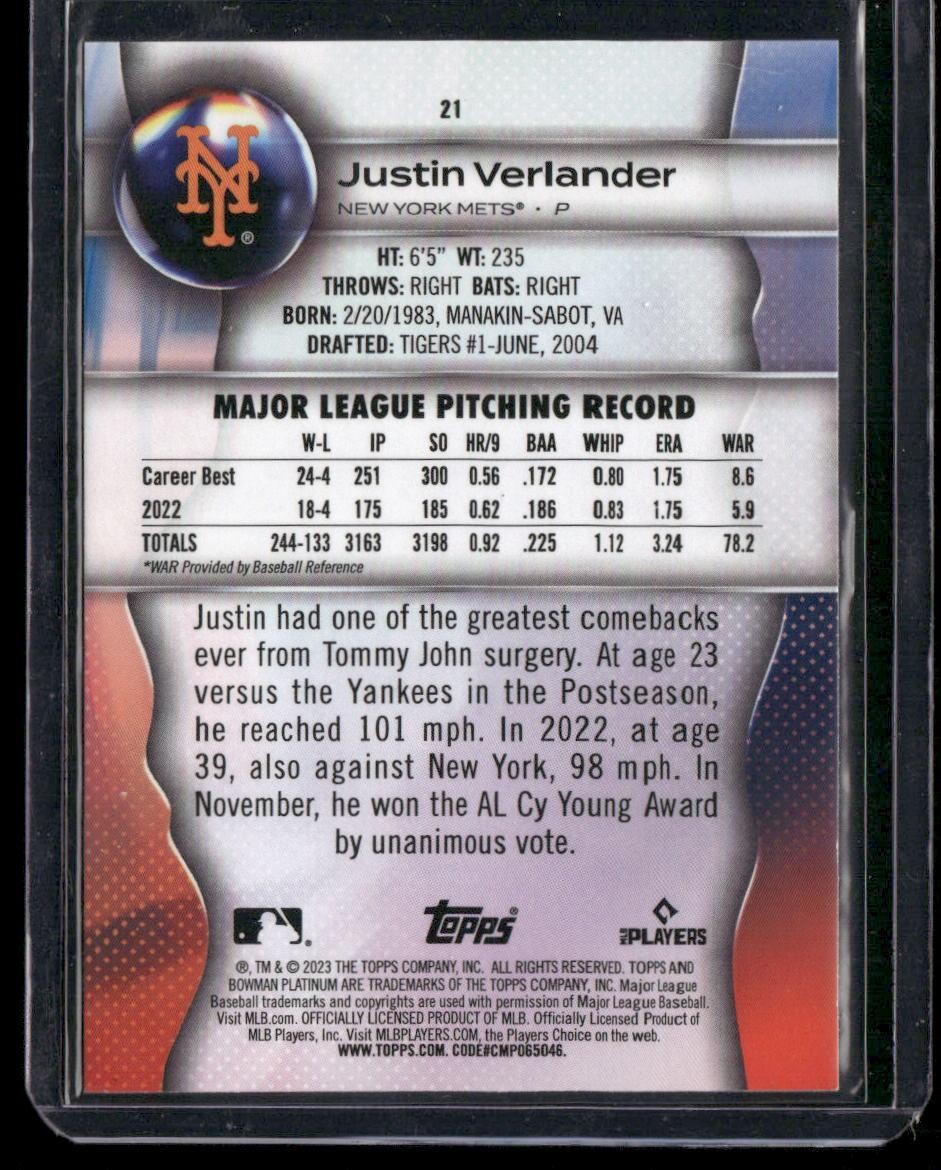 21
NY ®
Justin Verlander
NEW YORK METS® • P
HT: 6'5" WT: 235
THROWS: RIGHT BATS: RIGHT
BORN: 2/20/1983, MANAKIN-SABOT, VA
DRAFTED: TIGERS #1-JUNE, 2004
MAJOR LEAGUE PITCHING RECORD
W-L IP SO HR/9 BAA WHIP ERA WAR
Career Best 24-4 251 300 0.56 .172 0.80 1.75 8.6
2022 18-4 175 185 0.62 .186 0.83 1.75 5.9
TOTALS 244-133 3163 3198 0.92 .225 1.12 3.24 78.2
*WAR Provided by Baseball Reference
Justin had one of the greatest comebacks
ever from Tommy John surgery. At age 23
versus the Yankees in the Postseason,
he reached 101 mph. In 2022, at age
39, also against New York, 98 mph. In
November, he won the AL Cy Young Award
by unanimous vote.
topps® MLB PLAYERS
®, TM & © 2023 THE TOPPS COMPANY, INC. ALL RIGHTS RESERVED. TOPPS AND
BOWMAN PLATINUM ARE TRADEMARKS OF THE TOPPS COMPANY, INC. Major League
Baseball trademarks and copyrights are used with permission of Major League Baseball.
Visit MLB.com. OFFICIALLY LICENSED PRODUCT OF MLB. Officially Licensed Product of
MLB Players, Inc. Visit MLBPLAYERS.COM, the Players Choice on the web.
WWW.TOPPS.COM. CODE#CMP065046.